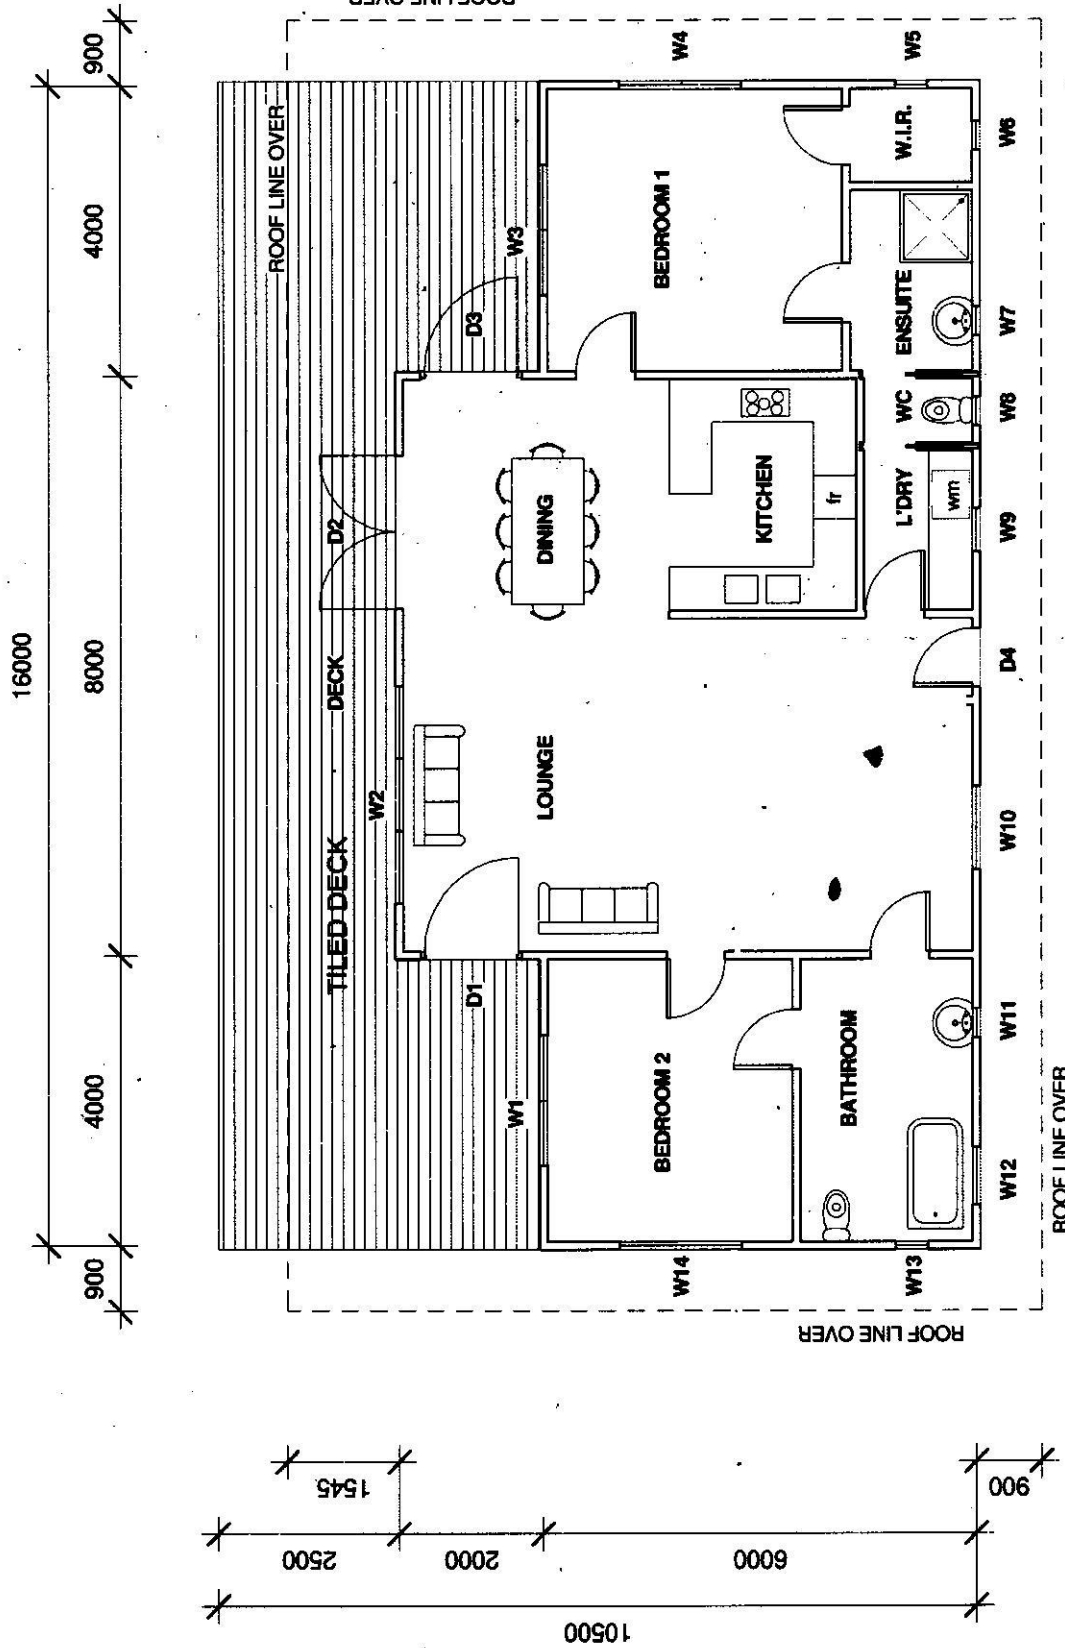 16000
900
4000
8000
4000
900
ROOF LINE OVER
ROOF LINE OVER
TILED DECK
DECK
D2
W2
D1
D3
W1
W3
LOUNGE
DINING
BEDROOM 2
BEDROOM 1
KITCHEN
fr
BATHROOM
L'DRY
WC
ENSUITE
W.I.R.
wm
W14
W13
W4
W5
W12
W11
W10
D4
W9
W8
W7
W6
ROOF LINE OVER
ROOF LINE OVER
1545
900
2500
2000
6000
10500